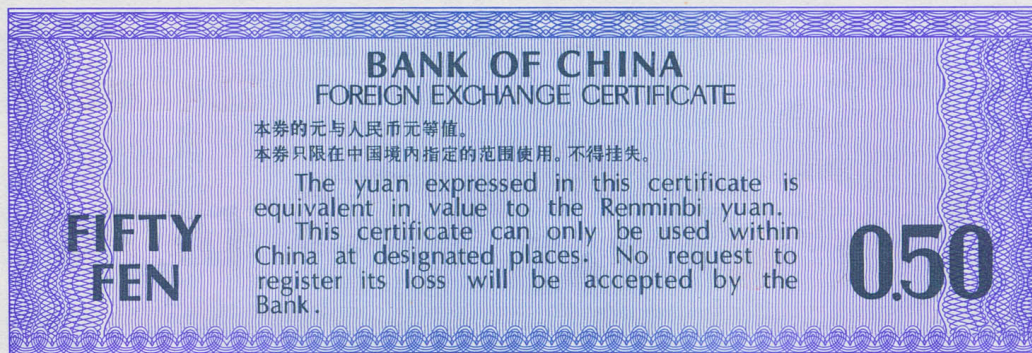 BANK OF CHINA
FOREIGN EXCHANGE CERTIFICATE
本券的元与人民币元等值。
本券只限在中国境内指定的范围使用。不得挂失。
The yuan expressed in this certificate is
equivalent in value to the Renminbi yuan.
This certificate can only be used within
China at designated places. No request to
register its loss will be accepted by the
Bank.
FIFTY
FEN
0.50